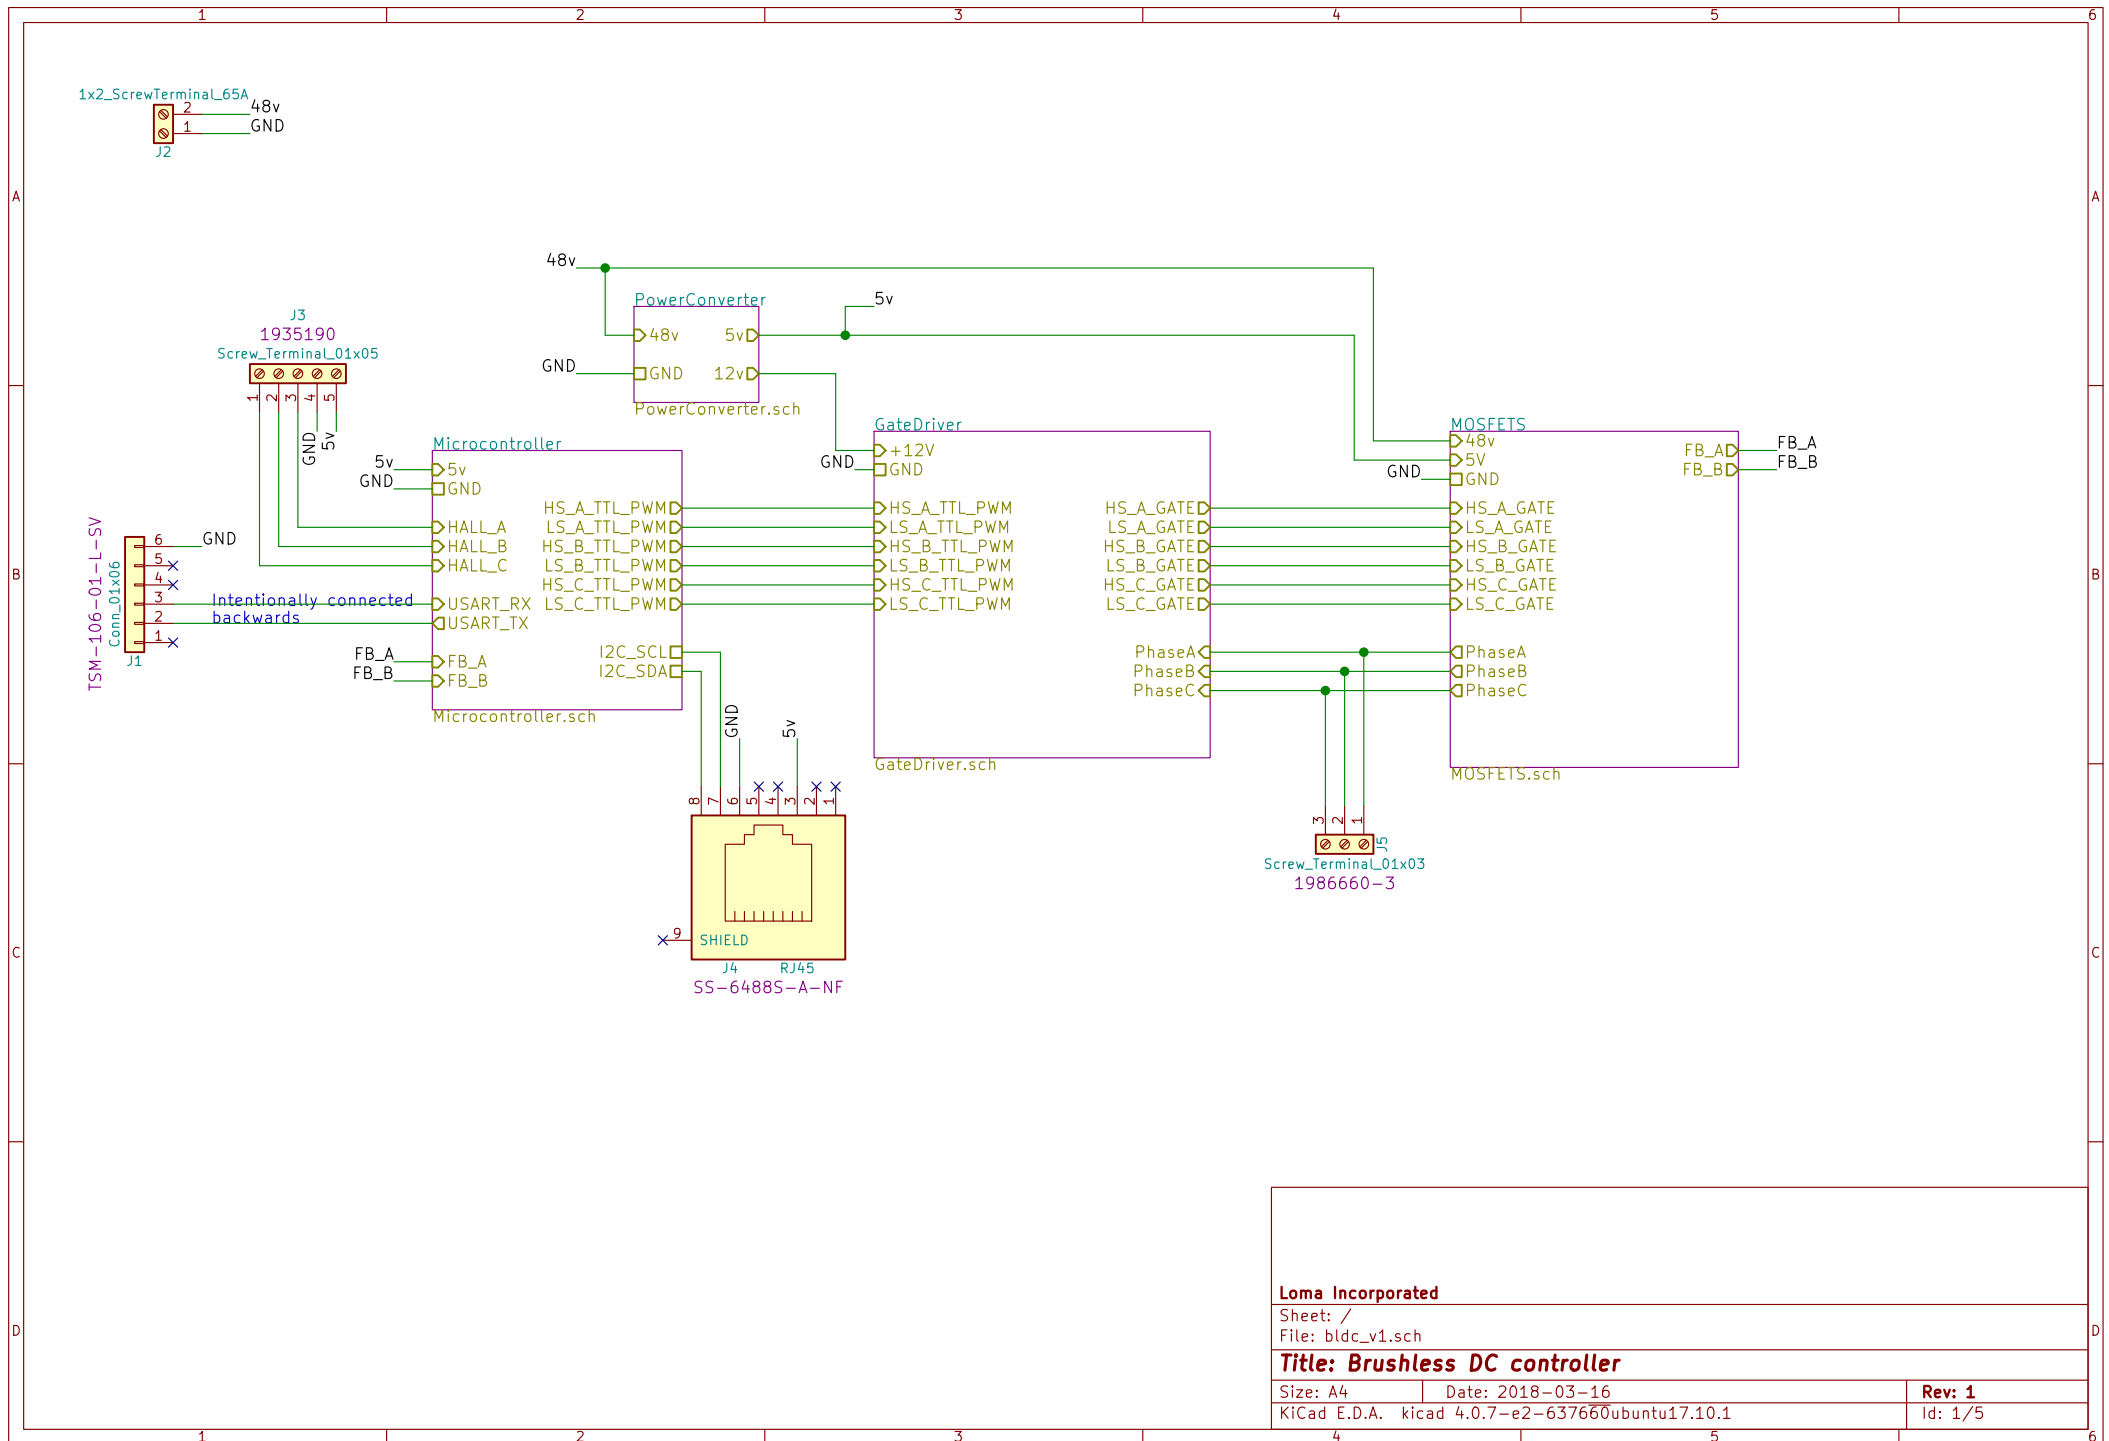 1 2 3 4 5 6
1x2_ScrewTerminal_65A
2 48v
1 GND
J2
A A
48v
PowerConverter
5v
48v 5v
GND GND 12v
PowerConverter.sch
J3
1935190
Screw_Terminal_01x05
1 2 3 4 5
GND 5v
Microcontroller
5v 5v
GND GND
HALL_A
HALL_B
HALL_C
USART_RX
USART_TX
FB_A FB_A
FB_B FB_B
HS_A_TTL_PWM
LS_A_TTL_PWM
HS_B_TTL_PWM
LS_B_TTL_PWM
HS_C_TTL_PWM
LS_C_TTL_PWM
I2C_SCL
I2C_SDA
Microcontroller.sch
TSM-106-01-L-SV
Conn_01x06
6 GND
5
4
3
2
1
J1
Intentionally connected
backwards
B B
GateDriver
+12V
GND GND
HS_A_TTL_PWM
LS_A_TTL_PWM
HS_B_TTL_PWM
LS_B_TTL_PWM
HS_C_TTL_PWM
LS_C_TTL_PWM
HS_A_GATE
LS_A_GATE
HS_B_GATE
LS_B_GATE
HS_C_GATE
LS_C_GATE
PhaseA
PhaseB
PhaseC
GateDriver.sch
MOSFETS
48v
5V
GND GND
HS_A_GATE
LS_A_GATE
HS_B_GATE
LS_B_GATE
HS_C_GATE
LS_C_GATE
PhaseA
PhaseB
PhaseC
FB_A FB_A
FB_B FB_B
MOSFETS.sch
GND 5v
8 7 6 5 4 3 2 1
9 SHIELD
J4 RJ45
SS-6488S-A-NF
3 2 1
J5
Screw_Terminal_01x03
1986660-3
C C
Loma Incorporated
Sheet: /
File: bldc_v1.sch
Title: Brushless DC controller
Size: A4 Date: 2018-03-16 Rev: 1
KiCad E.D.A. kicad 4.0.7-e2-637660ubuntu17.10.1 Id: 1/5
D D
1 2 3 4 5 6